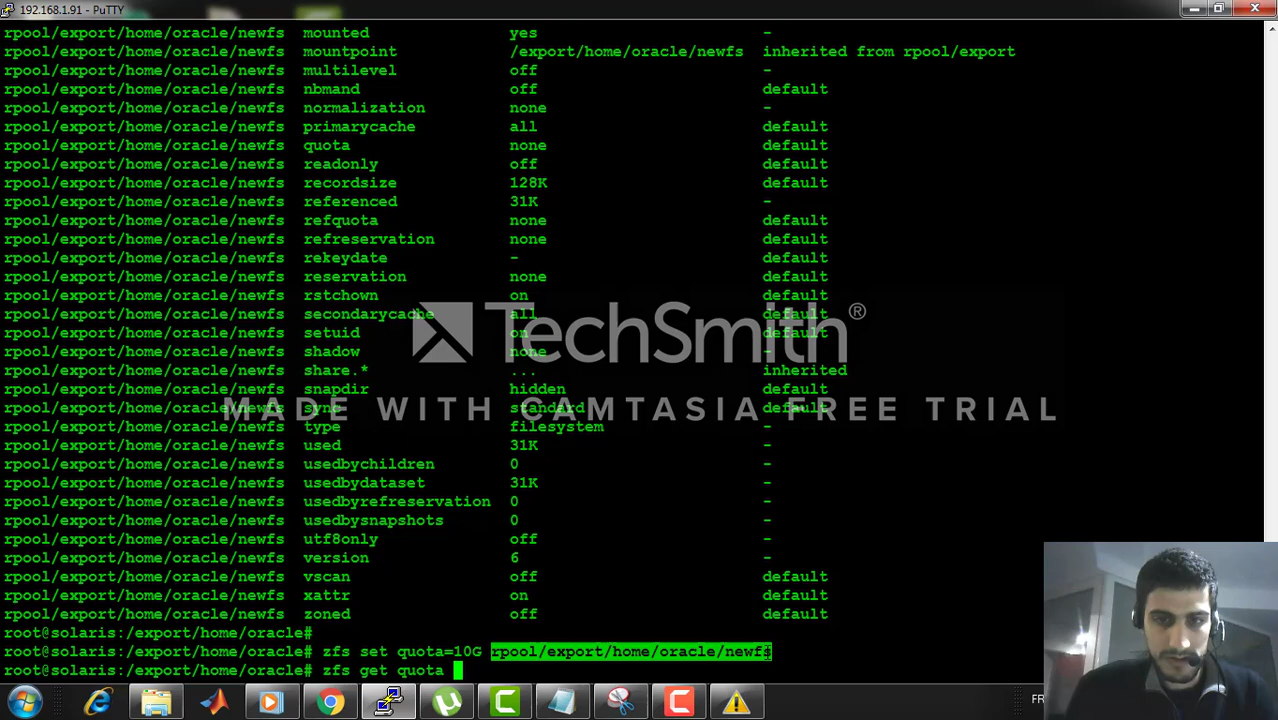 192.168.1.91 - PuTTY
rpool/export/home/oracle/newfs mounted yes -
rpool/export/home/oracle/newfs mountpoint /export/home/oracle/newfs inherited from rpool/export
rpool/export/home/oracle/newfs multilevel off -
rpool/export/home/oracle/newfs nbmand off default
rpool/export/home/oracle/newfs normalization none -
rpool/export/home/oracle/newfs primarycache all default
rpool/export/home/oracle/newfs quota none default
rpool/export/home/oracle/newfs readonly off default
rpool/export/home/oracle/newfs recordsize 128K default
rpool/export/home/oracle/newfs referenced 31K -
rpool/export/home/oracle/newfs refquota none default
rpool/export/home/oracle/newfs refreservation none default
rpool/export/home/oracle/newfs rekeydate - default
rpool/export/home/oracle/newfs reservation none default
rpool/export/home/oracle/newfs rstchown on default
rpool/export/home/oracle/newfs secondarycache all default
rpool/export/home/oracle/newfs setuid on default
rpool/export/home/oracle/newfs shadow none -
rpool/export/home/oracle/newfs share.* ... inherited
rpool/export/home/oracle/newfs snapdir hidden default
rpool/export/home/oracle/newfs sync standard default
rpool/export/home/oracle/newfs type filesystem -
rpool/export/home/oracle/newfs used 31K -
rpool/export/home/oracle/newfs usedbychildren 0 -
rpool/export/home/oracle/newfs usedbydataset 31K -
rpool/export/home/oracle/newfs usedbyrefreservation 0 -
rpool/export/home/oracle/newfs usedbysnapshots 0 -
rpool/export/home/oracle/newfs utf8only off -
rpool/export/home/oracle/newfs version 6 -
rpool/export/home/oracle/newfs vscan off default
rpool/export/home/oracle/newfs xattr on default
rpool/export/home/oracle/newfs zoned off default
root@solaris:/export/home/oracle#
root@solaris:/export/home/oracle# zfs set quota=10G rpool/export/home/oracle/newfs
root@solaris:/export/home/oracle# zfs get quota
TechSmith®
MADE WITH CAMTASIA FREE TRIAL
FR